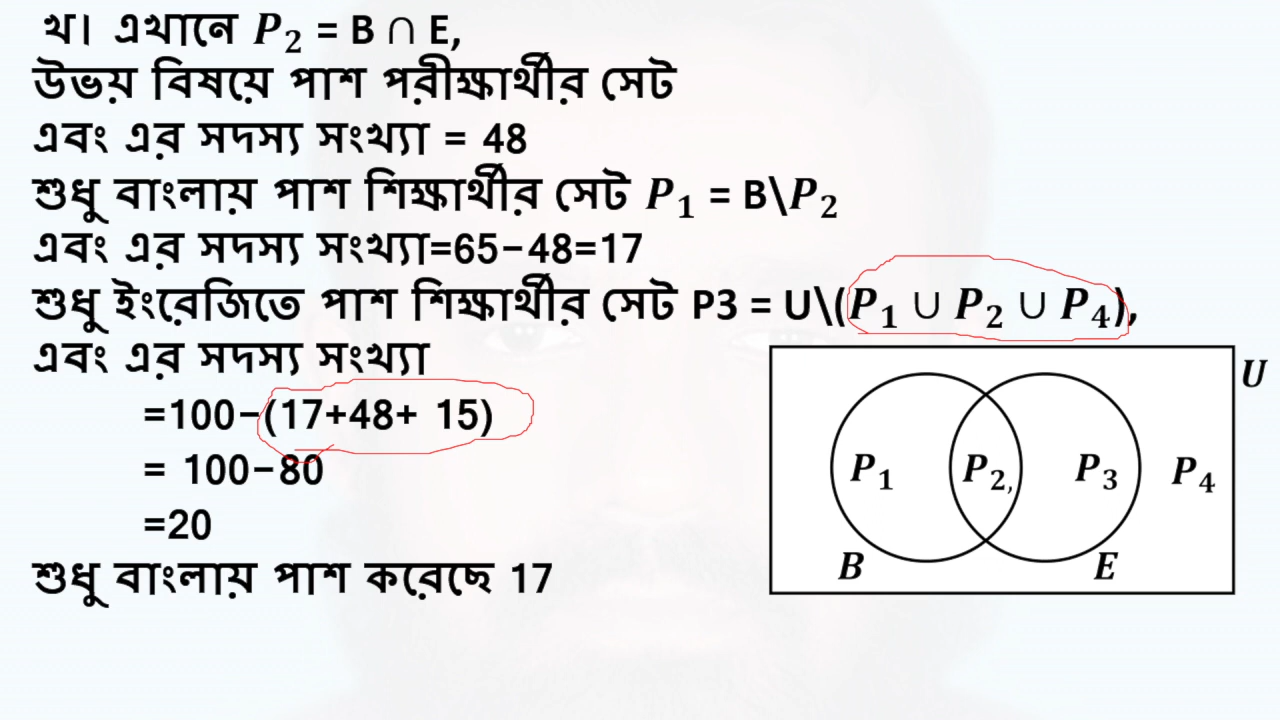 খ। এখানে P₂ = B ∩ E,
উভয় বিষয়ে পাশ পরীক্ষার্থীর সেট
এবং এর সদস্য সংখ্যা = 48
শুধু বাংলায় পাশ শিক্ষার্থীর সেট P₁ = B\P₂
এবং এর সদস্য সংখ্যা=65-48=17
শুধু ইংরেজিতে পাশ শিক্ষার্থীর সেট P3 = U\(P₁ ∪ P₂ ∪ P₄),
এবং এর সদস্য সংখ্যা
=100-(17+48+ 15)
= 100-80
=20
শুধু বাংলায় পাশ করেছে 17
U
P₁ P₂, P₃ P₄
B E